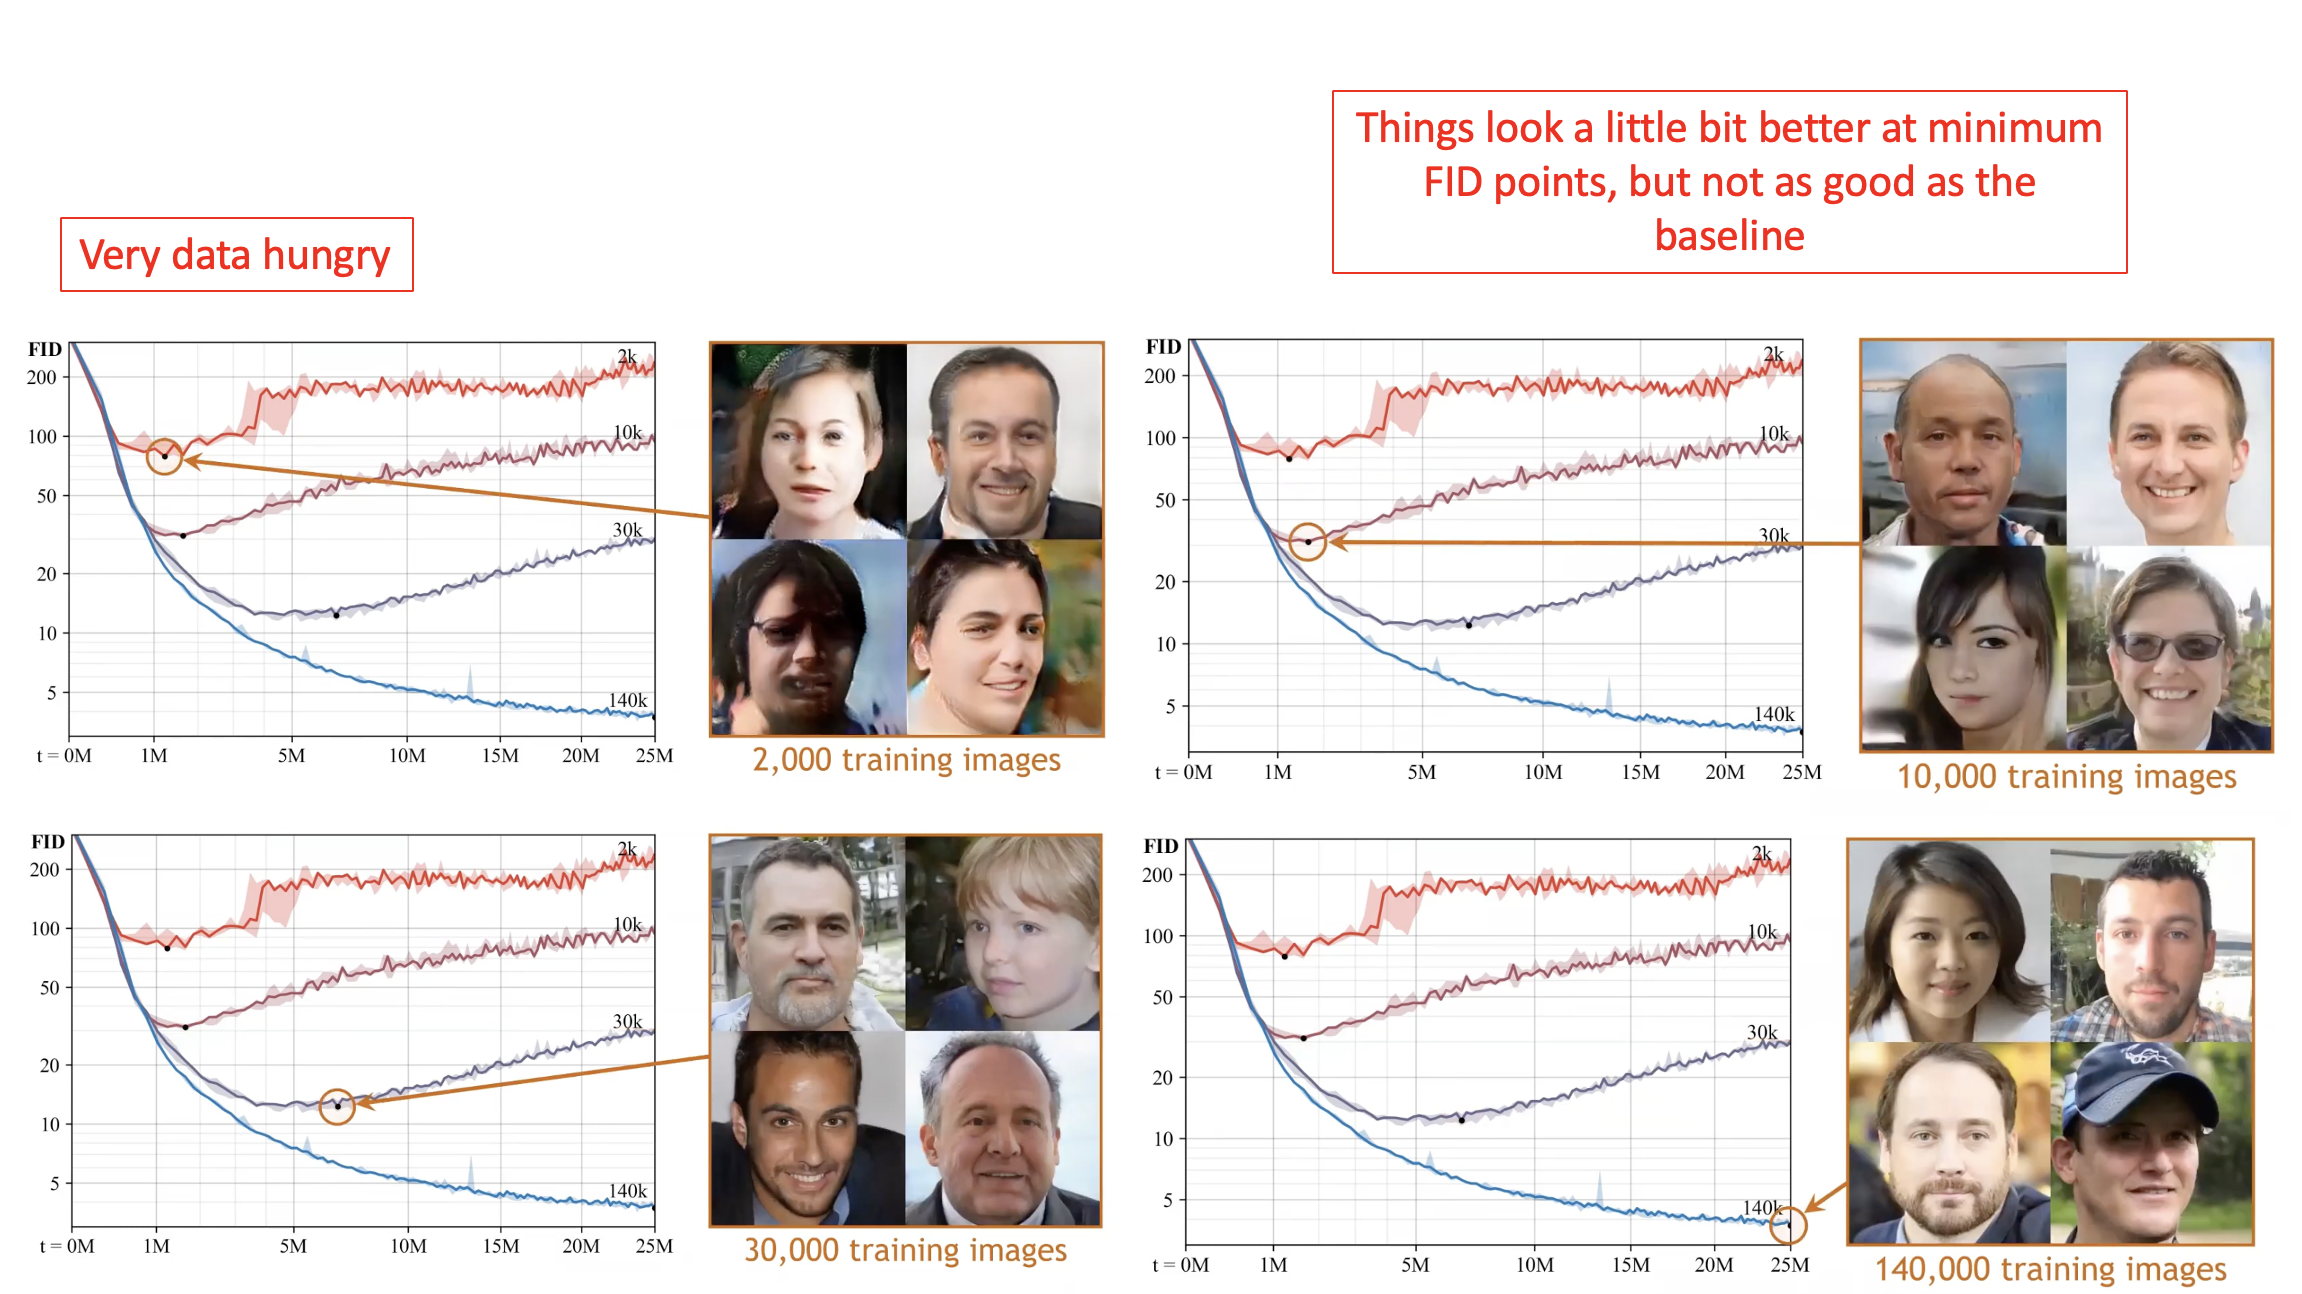 Things look a little bit better at minimum
FID points, but not as good as the
baseline
Very data hungry
FID
200
100
50
20
10
5
2k
10k
30k
140k
t = 0M 1M 5M 10M 15M 20M 25M
2,000 training images
FID
200
100
50
20
10
5
2k
10k
30k
140k
t = 0M 1M 5M 10M 15M 20M 25M
10,000 training images
FID
200
100
50
20
10
5
2k
10k
30k
140k
t = 0M 1M 5M 10M 15M 20M 25M
30,000 training images
FID
200
100
50
20
10
5
2k
10k
30k
140k
t = 0M 1M 5M 10M 15M 20M 25M
140,000 training images